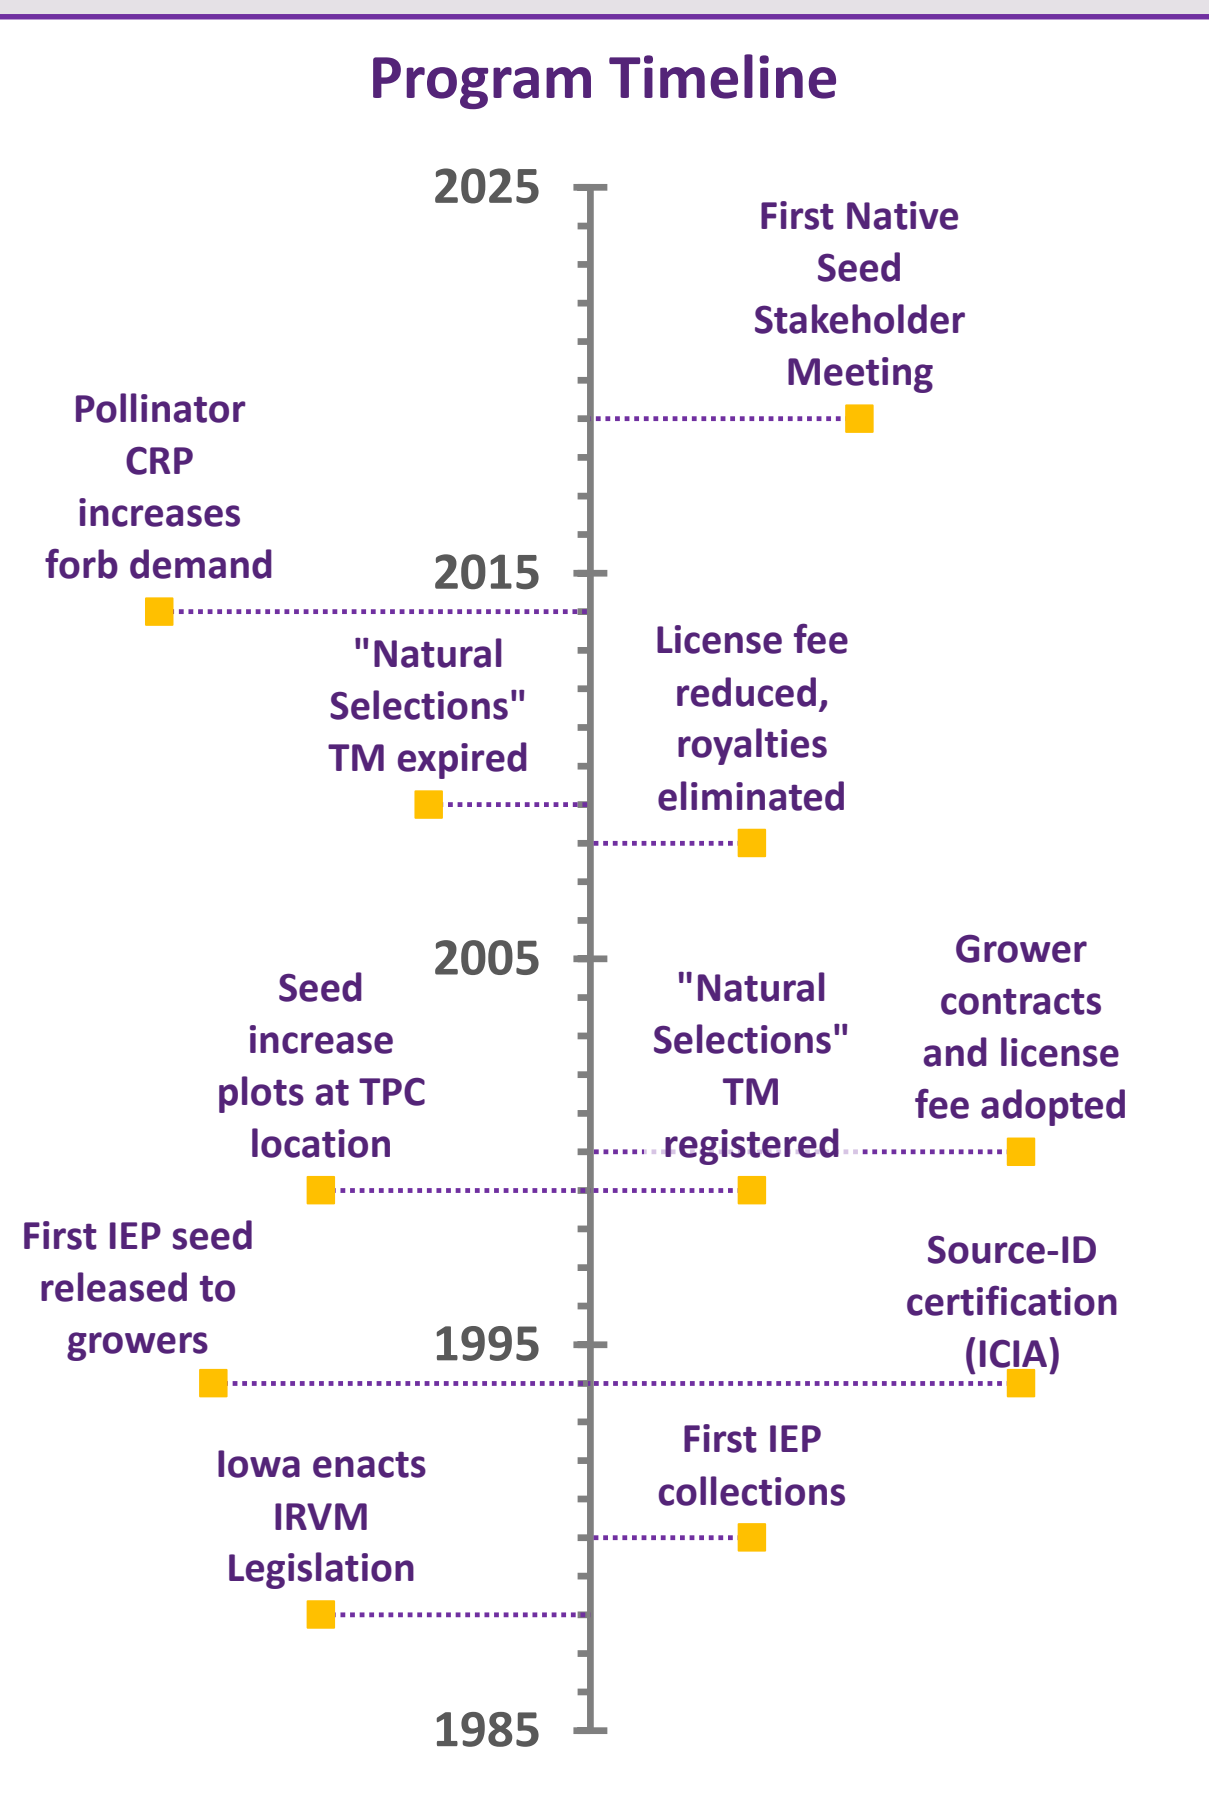 Program Timeline
2025
First Native
Seed
Stakeholder
Meeting
Pollinator
CRP
increases
forb demand
2015
"Natural
Selections"
TM expired
License fee
reduced,
royalties
eliminated
2005
Grower
contracts
and license
fee adopted
Seed
increase
plots at TPC
location
"Natural
Selections"
TM
registered
First IEP seed
released to
growers
Source-ID
certification
(ICIA)
1995
First IEP
collections
Iowa enacts
IRVM
Legislation
1985